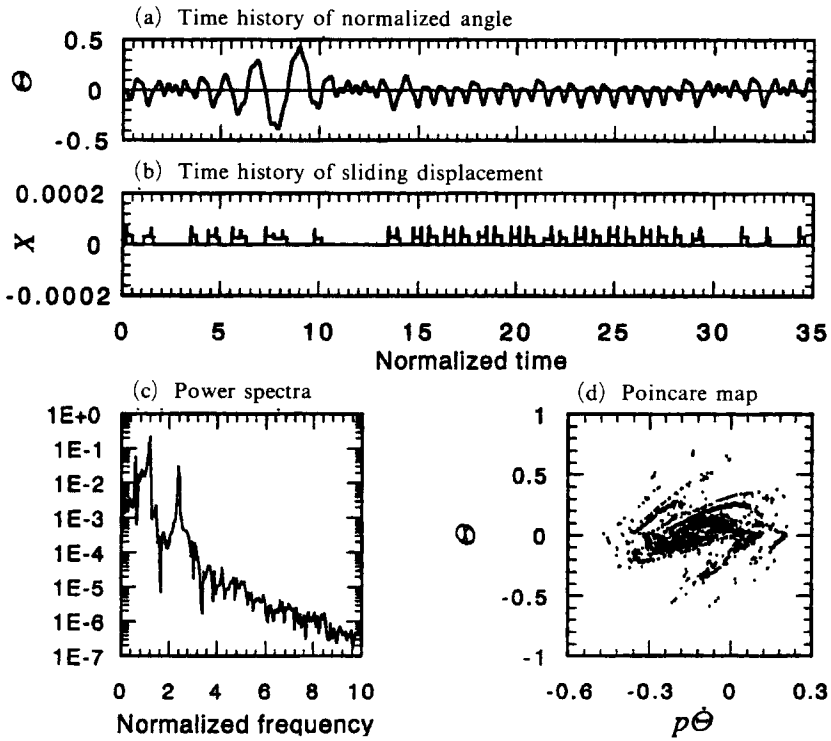 (a) Time history of normalized angle
0.5
Θ
0
-0.5
(b) Time history of sliding displacement
0.0002
X
0
-0.0002
0 5 10 15 20 25 30 35
Normalized time
(c) Power spectra
1E+0
1E-1
1E-2
1E-3
1E-4
1E-5
1E-6
1E-7
0 2 4 6 8 10
Normalized frequency
(d) Poincare map
1
0.5
Θ
0
-0.5
-1
-0.6 -0.3 0 0.3
pΘ̇